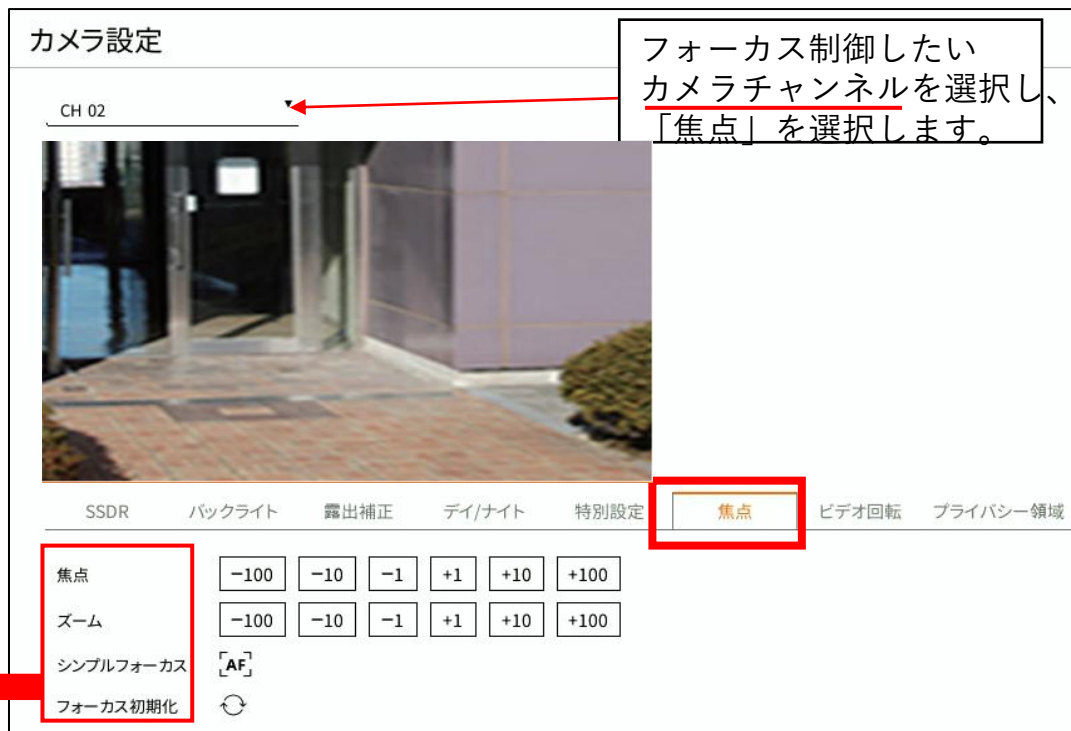 カメラ設定
フォーカス制御したい
カメラチャンネルを選択し、
「焦点」を選択します。
CH 02
SSDR バックライト 露出補正 デイ/ナイト 特別設定 焦点 ビデオ回転 プライバシー領域
焦点 −100 −10 −1 +1 +10 +100
ズーム −100 −10 −1 +1 +10 +100
シンプルフォーカス AF
フォーカス初期化